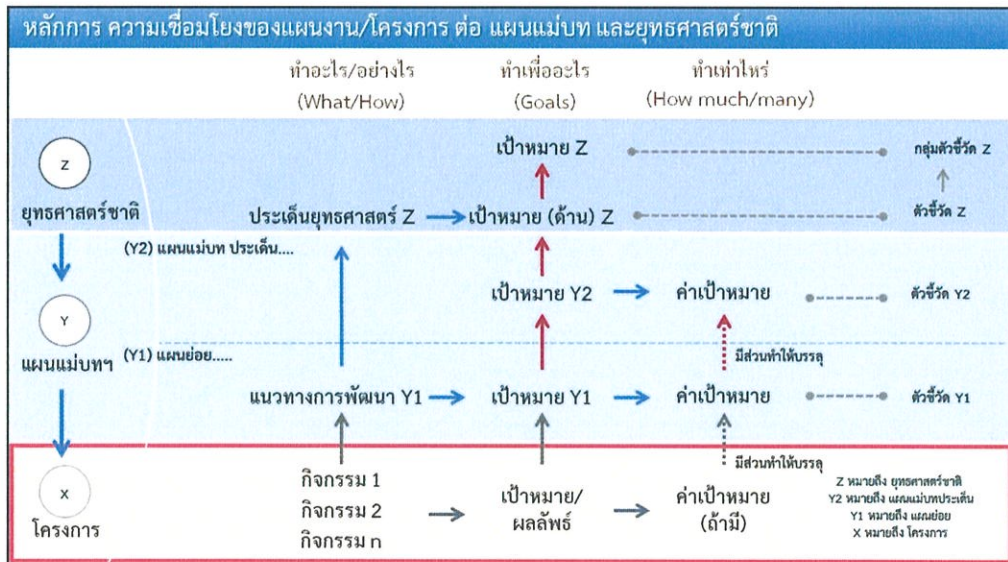 หลักการ ความเชื่อมโยงของแผนงาน/โครงการ ต่อ แผนแม่บท และยุทธศาสตร์ชาติ
ทำอะไร/อย่างไร ทำเพื่ออะไร ทำเท่าไหร่
(What/How) (Goals) (How much/many)
Z เป้าหมาย Z กลุ่มตัวชี้วัด Z
ยุทธศาสตร์ชาติ ประเด็นยุทธศาสตร์ Z เป้าหมาย (ด้าน) Z ตัวชี้วัด Z
(Y2) แผนแม่บท ประเด็น....
Y เป้าหมาย Y2 ค่าเป้าหมาย ตัวชี้วัด Y2
แผนแม่บทฯ (Y1) แผนย่อย..... มีส่วนทำให้บรรลุ
แนวทางการพัฒนา Y1 เป้าหมาย Y1 ค่าเป้าหมาย ตัวชี้วัด Y1
มีส่วนทำให้บรรลุ
X
โครงการ
กิจกรรม 1
กิจกรรม 2
กิจกรรม n
เป้าหมาย/
ผลลัพธ์
ค่าเป้าหมาย
(ถ้ามี)
Z หมายถึง ยุทธศาสตร์ชาติ
Y2 หมายถึง แผนแม่บทประเด็น
Y1 หมายถึง แผนย่อย
X หมายถึง โครงการ